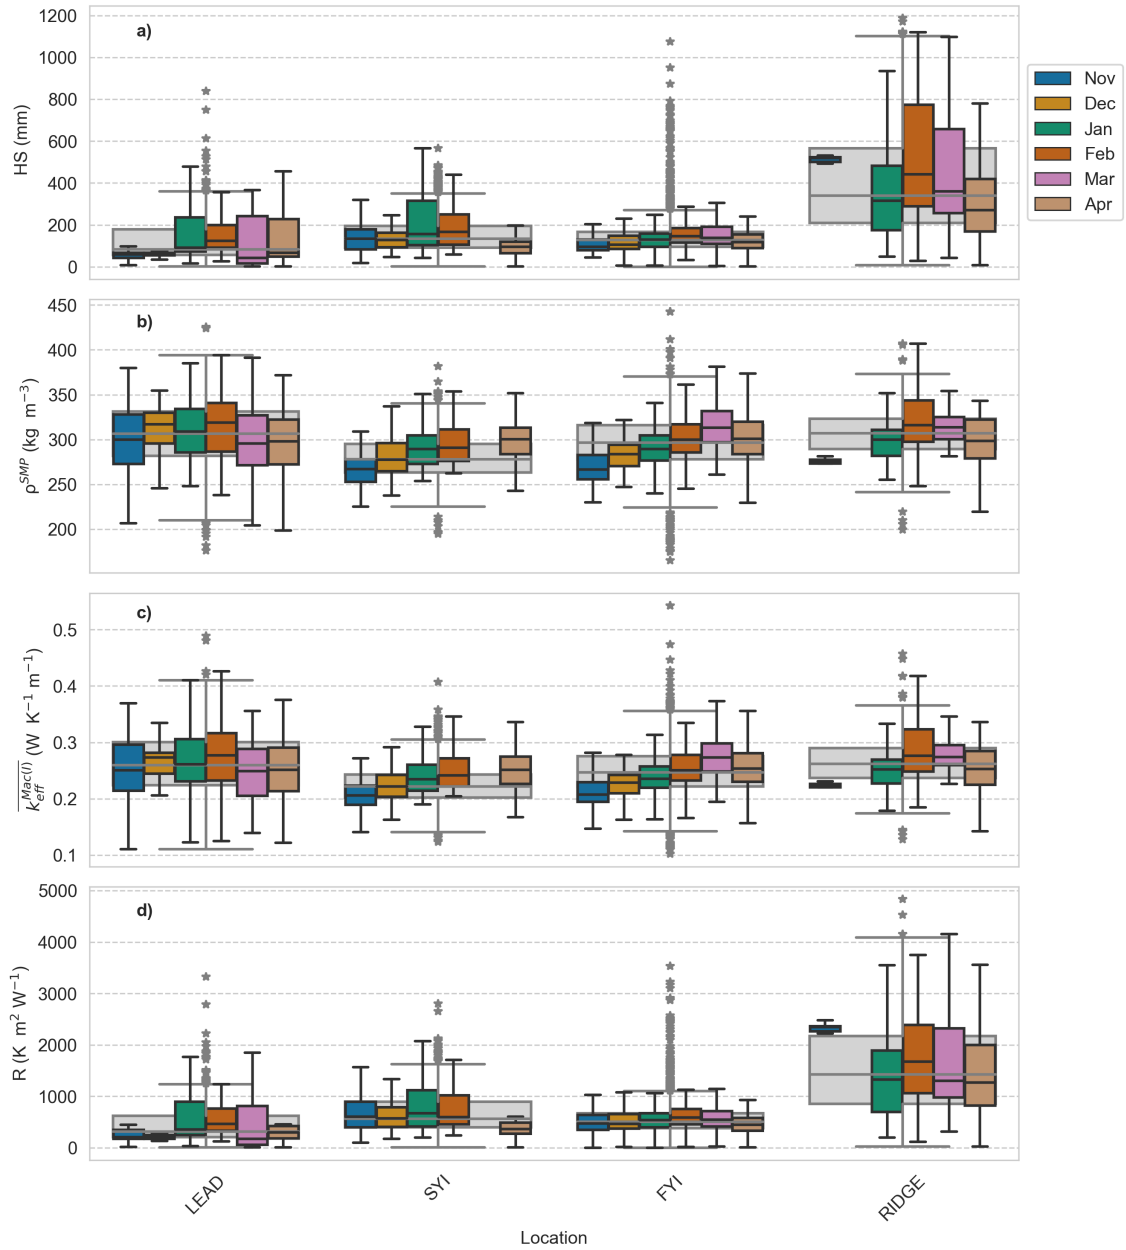 a)
HS (mm)
1200
1000
800
600
400
200
0
Nov
Dec
Jan
Feb
Mar
Apr
b)
ρ^SMP (kg m⁻³)
450
400
350
300
250
200
c)
k_eff^Mac(I) (W K⁻¹ m⁻¹)
0.5
0.4
0.3
0.2
0.1
d)
R (K m² W⁻¹)
5000
4000
3000
2000
1000
0
LEAD
SYI
FYI
RIDGE
Location